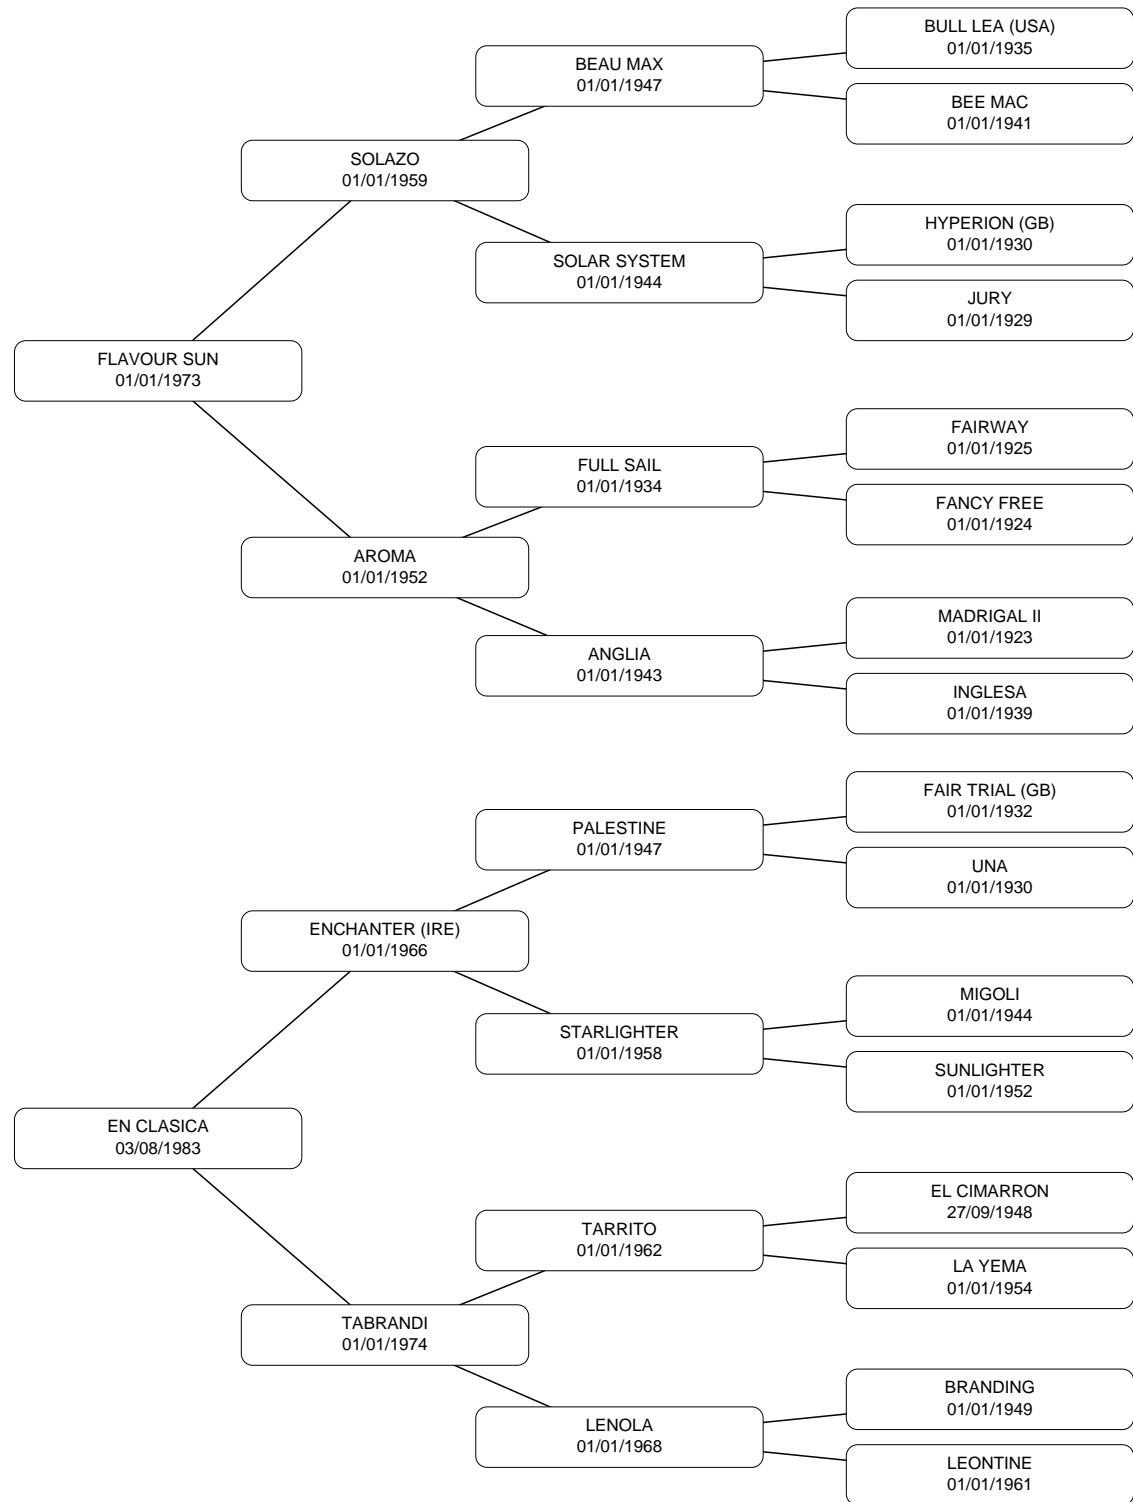 BULL LEA (USA)
01/01/1935
BEAU MAX
01/01/1947
BEE MAC
01/01/1941
SOLAZO
01/01/1959
HYPERION (GB)
01/01/1930
SOLAR SYSTEM
01/01/1944
JURY
01/01/1929
FLAVOUR SUN
01/01/1973
FAIRWAY
01/01/1925
FULL SAIL
01/01/1934
FANCY FREE
01/01/1924
AROMA
01/01/1952
MADRIGAL II
01/01/1923
ANGLIA
01/01/1943
INGLESA
01/01/1939
FAIR TRIAL (GB)
01/01/1932
PALESTINE
01/01/1947
UNA
01/01/1930
ENCHANTER (IRE)
01/01/1966
MIGOLI
01/01/1944
STARLIGHTER
01/01/1958
SUNLIGHTER
01/01/1952
EN CLASICA
03/08/1983
EL CIMARRON
27/09/1948
TARRITO
01/01/1962
LA YEMA
01/01/1954
TABRANDI
01/01/1974
BRANDING
01/01/1949
LENOLA
01/01/1968
LEONTINE
01/01/1961